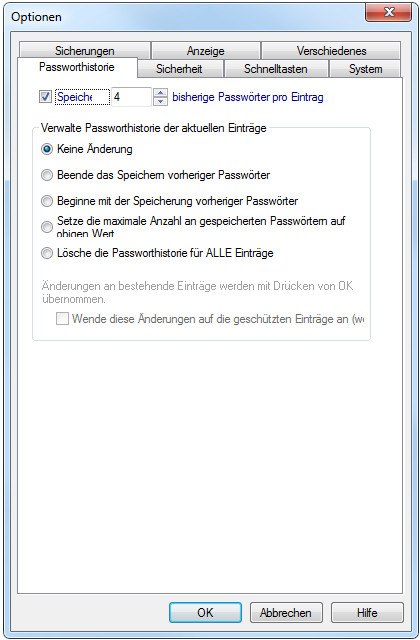 Optionen
Sicherungen Anzeige Verschiedenes
Passworthistorie Sicherheit Schnelltasten System
Speiche 4 bisherige Passwörter pro Eintrag
Verwalte Passworthistorie der aktuellen Einträge
Keine Änderung
Beende das Speichern vorheriger Passwörter
Beginne mit der Speicherung vorheriger Passwörter
Setze die maximale Anzahl an gespeicherten Passwörtern auf
obigen Wert
Lösche die Passworthistorie für ALLE Einträge
Änderungen an bestehende Einträge werden mit Drücken von OK
übernommen.
Wende diese Änderungen auf die geschützten Einträge an (we
OK Abbrechen Hilfe